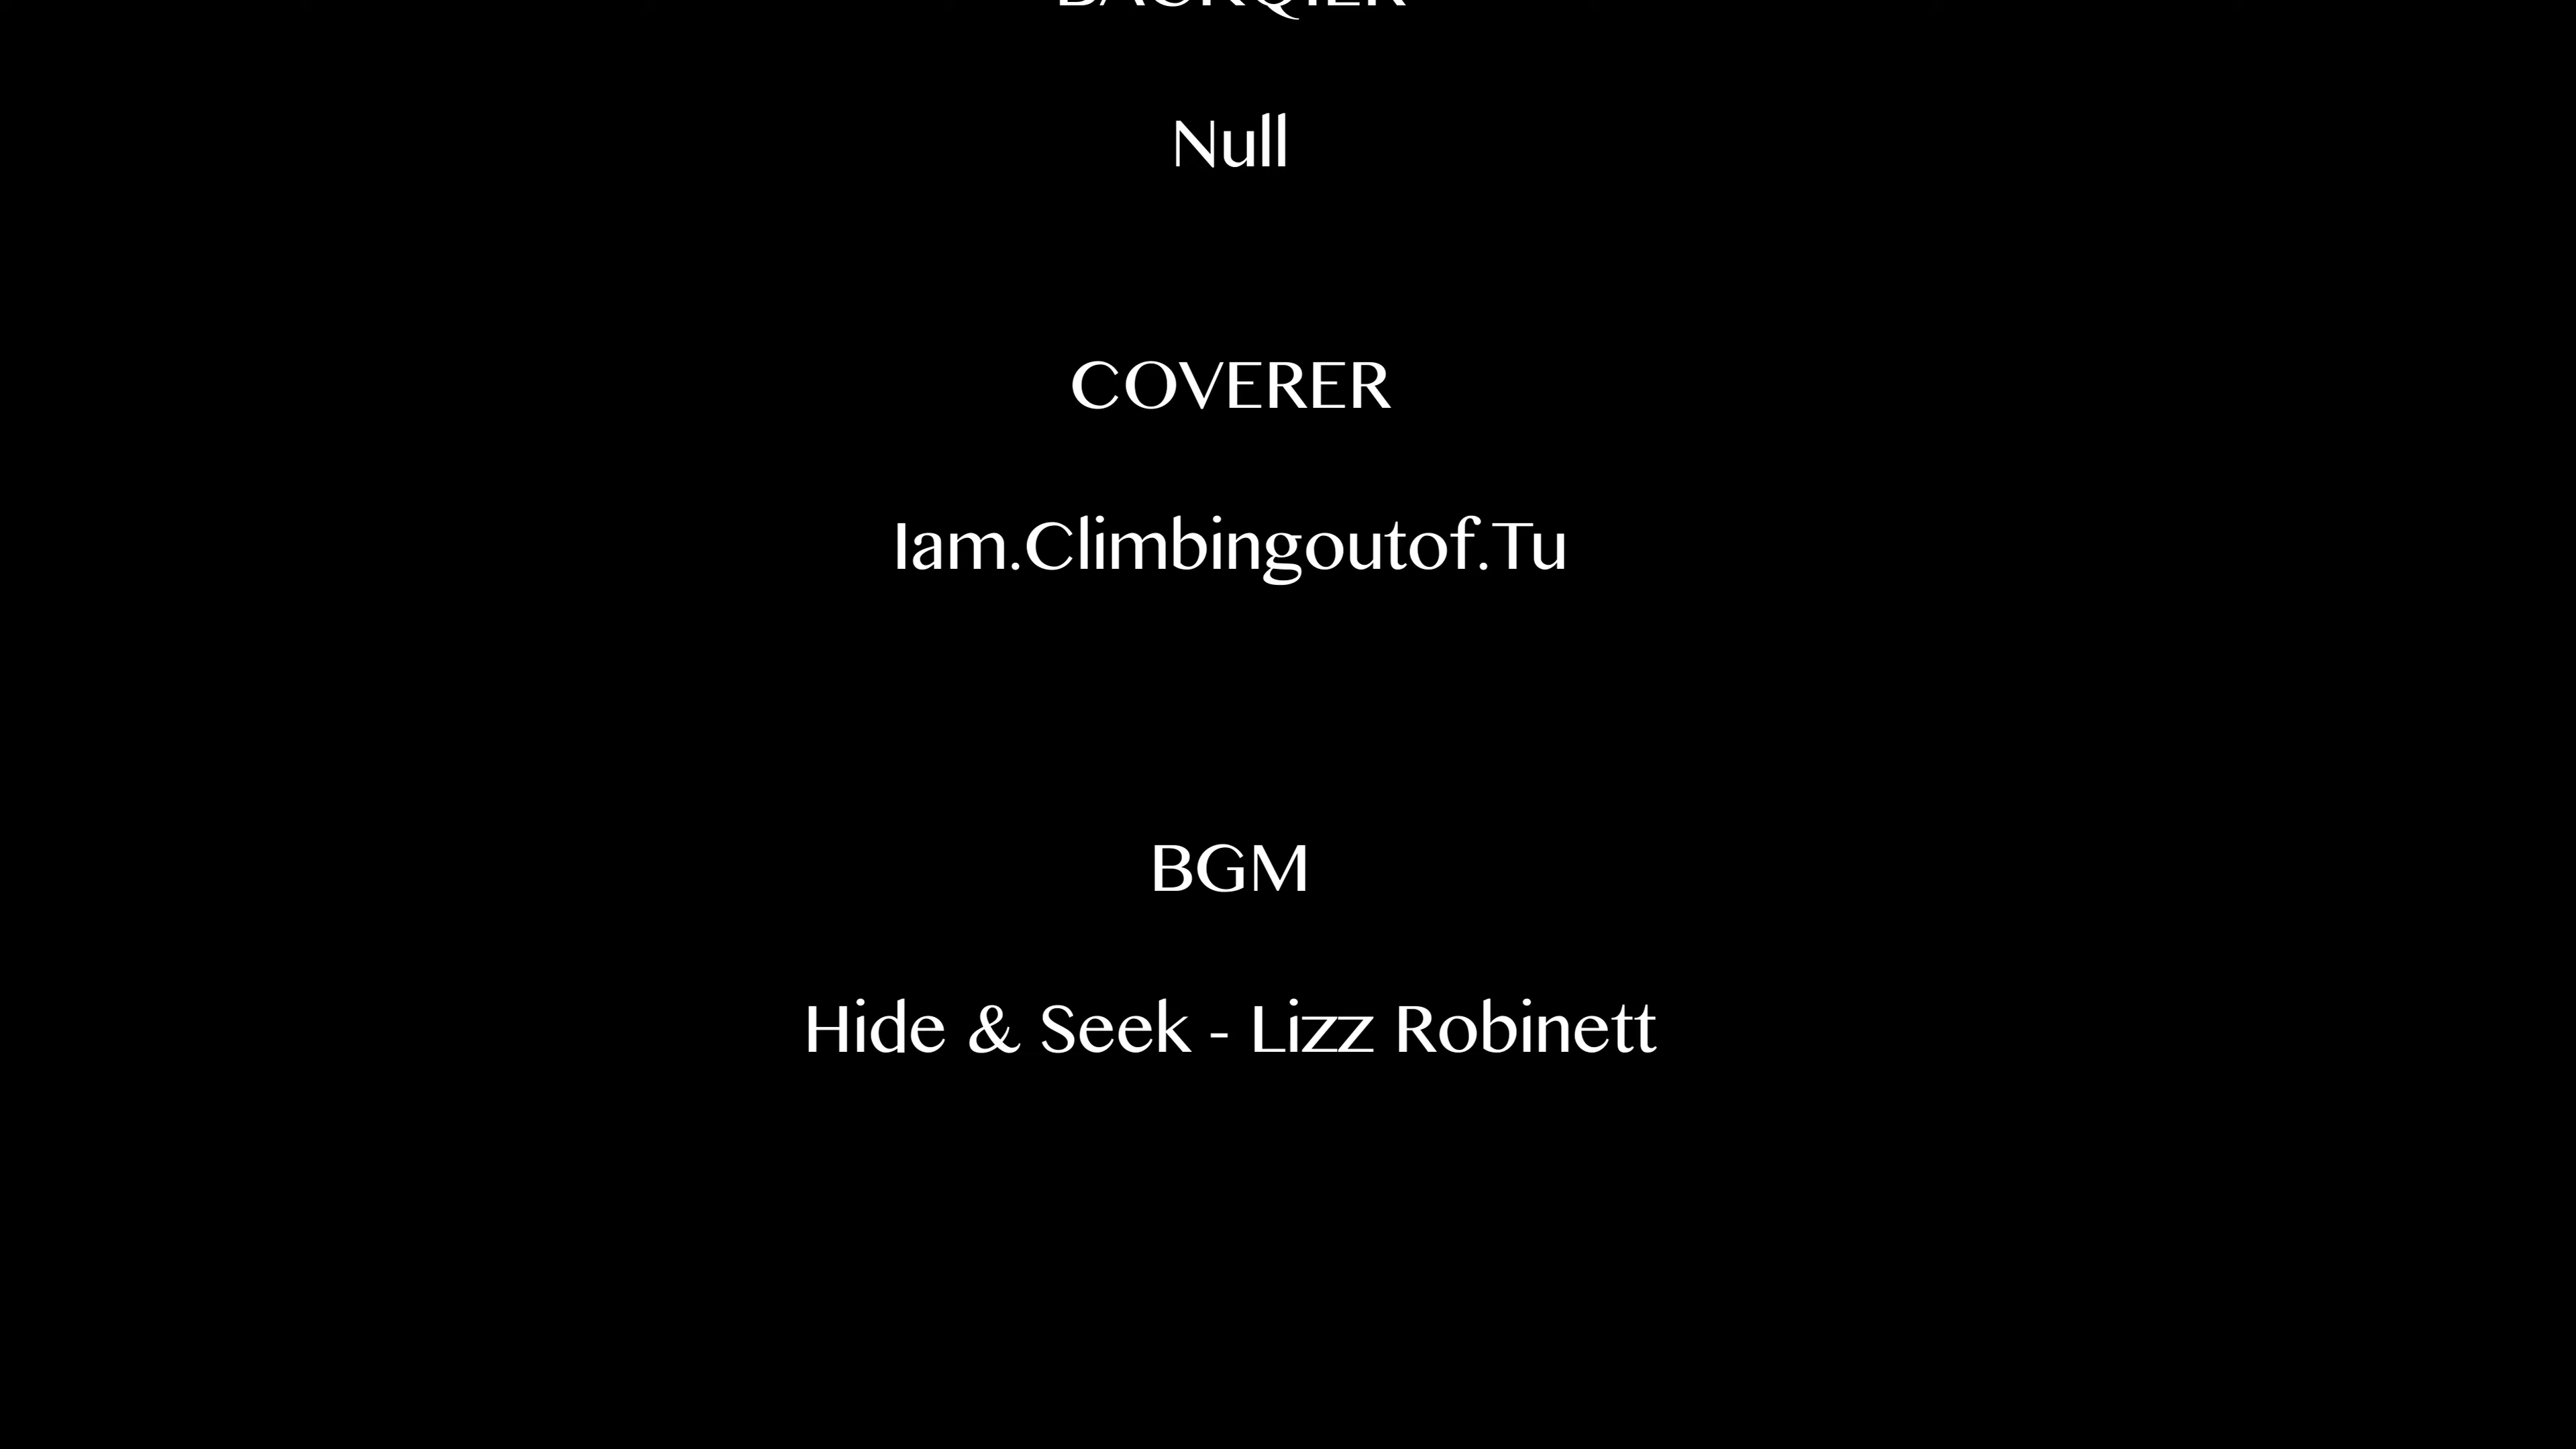 Null
COVERER
Iam.Climbingoutof.Tu
BGM
Hide & Seek - Lizz Robinett